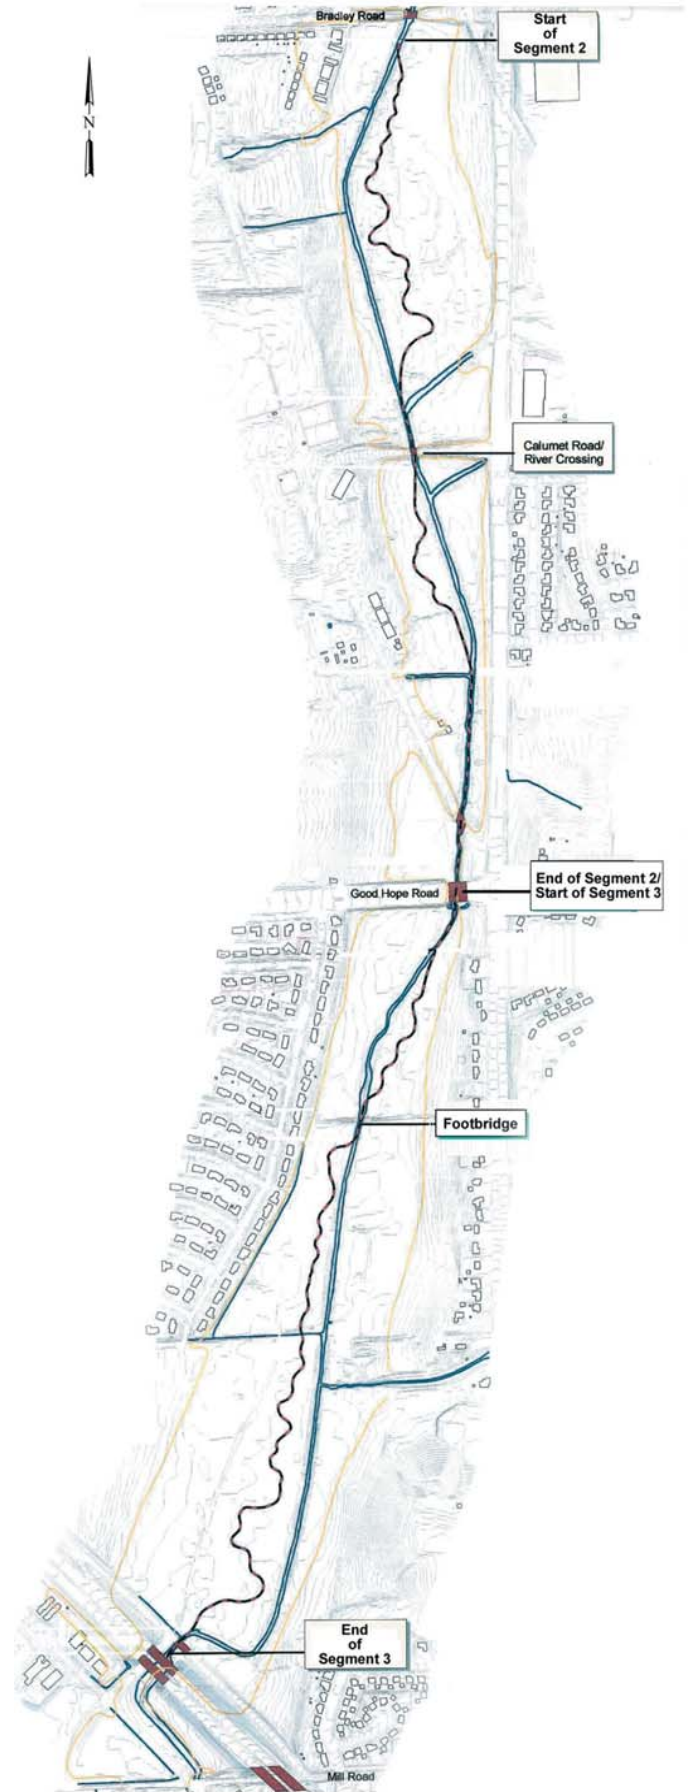 Bradley Road
Start
of
Segment 2
N
Calumet Road/
River Crossing
Good Hope Road
End of Segment 2/
Start of Segment 3
Footbridge
End
of
Segment 3
Mill Road